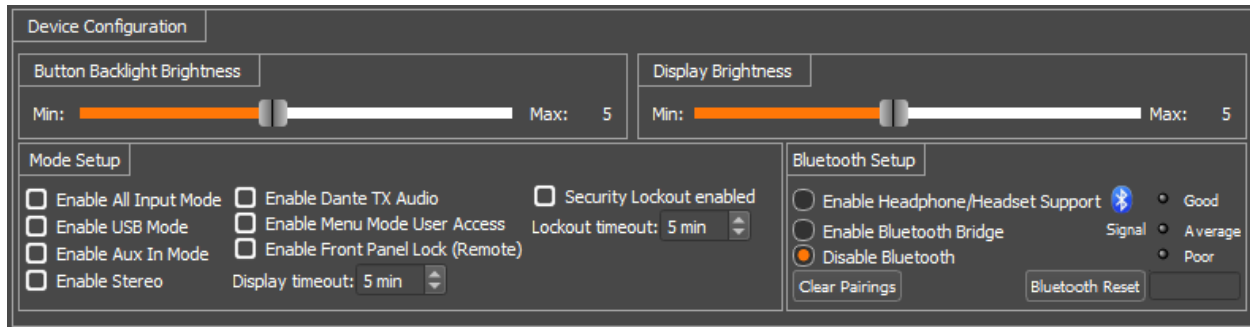 Device Configuration
Button Backlight Brightness
Min: Max: 5
Display Brightness
Min: Max: 5
Mode Setup
Enable All Input Mode
Enable USB Mode
Enable Aux In Mode
Enable Stereo
Enable Dante TX Audio
Enable Menu Mode User Access
Enable Front Panel Lock (Remote)
Display timeout: 5 min
Security Lockout enabled
Lockout timeout: 5 min
Bluetooth Setup
Enable Headphone/Headset Support
Enable Bluetooth Bridge
Disable Bluetooth
Signal
Good
Average
Poor
Clear Pairings
Bluetooth Reset